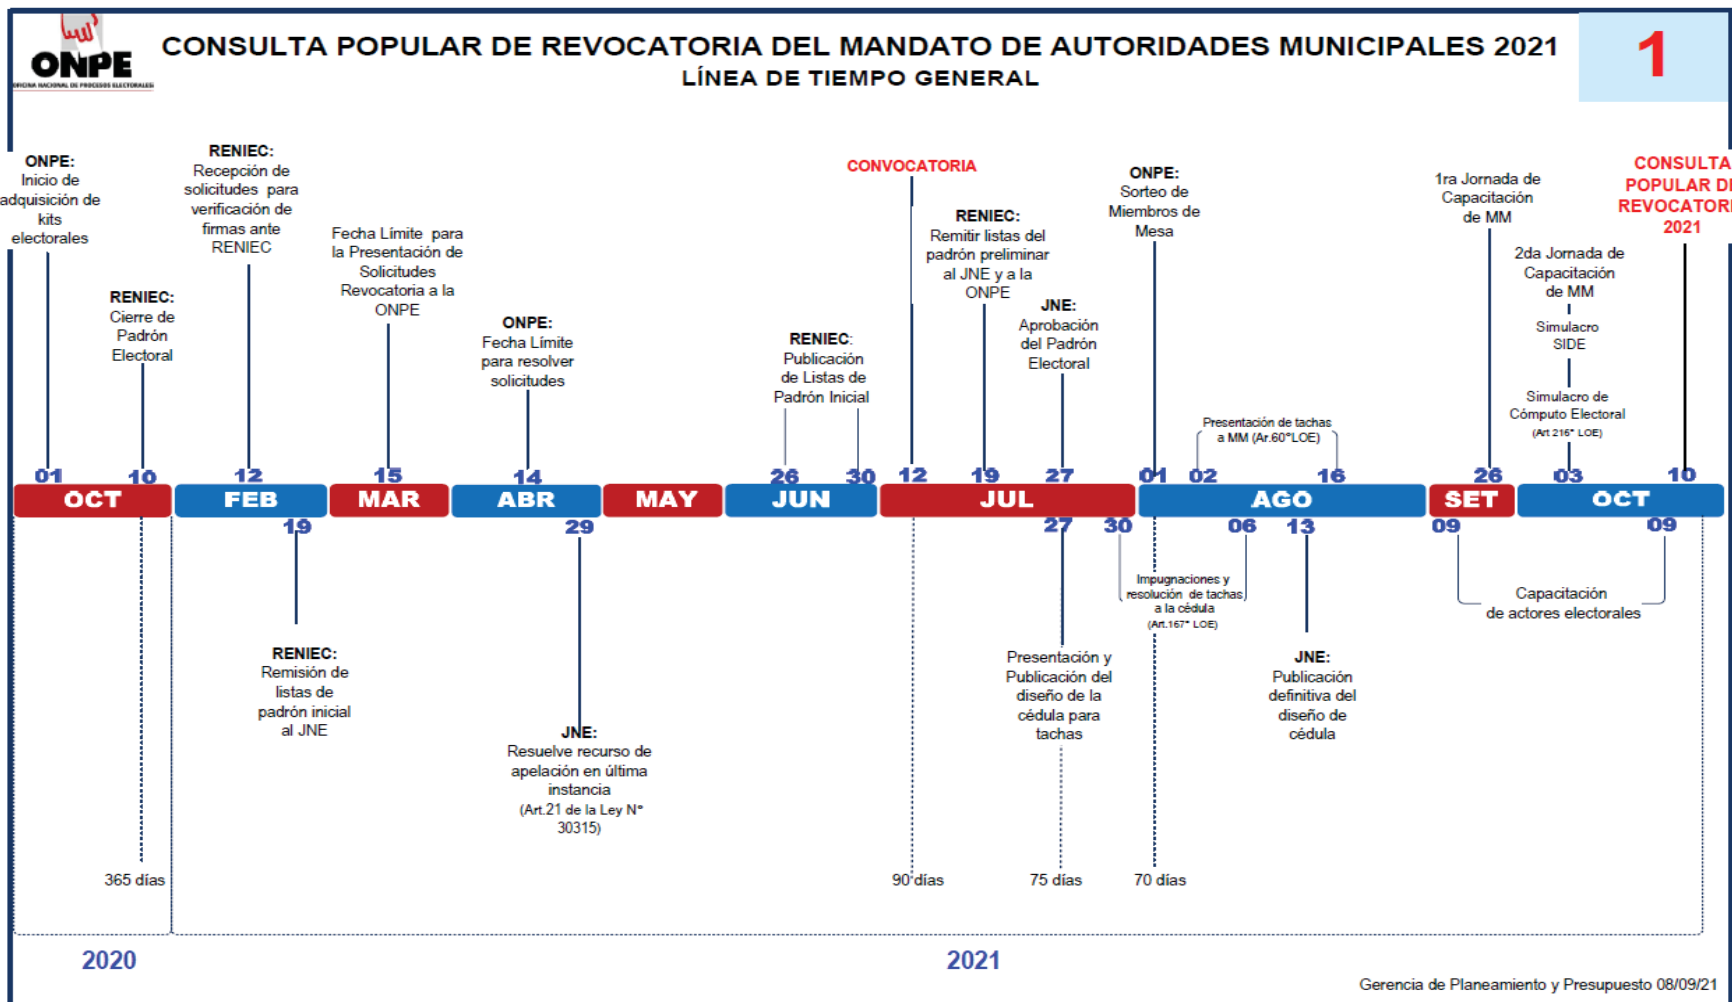 ONPE
OFICINA NACIONAL DE PROCESOS ELECTORALES
CONSULTA POPULAR DE REVOCATORIA DEL MANDATO DE AUTORIDADES MUNICIPALES 2021
LÍNEA DE TIEMPO GENERAL
1
ONPE:
Inicio de
adquisición de
kits
electorales
RENIEC:
Cierre de
Padrón
Electoral
RENIEC:
Recepción de
solicitudes para
verificación de
firmas ante
RENIEC
Fecha Límite para
la Presentación de
Solicitudes
Revocatoria a la
ONPE
ONPE:
Fecha Límite
para resolver
solicitudes
RENIEC:
Publicación
de Listas de
Padrón Inicial
CONVOCATORIA
RENIEC:
Remitir listas del
padrón preliminar
al JNE y a la
ONPE
JNE:
Aprobación
del Padrón
Electoral
ONPE:
Sorteo de
Miembros de
Mesa
Presentación de tachas
a MM (Ar.60°LOE)
1ra Jornada de
Capacitación
de MM
2da Jornada de
Capacitación
de MM
Simulacro
SIDE
Simulacro de
Cómputo Electoral
(Art 216° LOE)
CONSULTA
POPULAR DE
REVOCATORI
2021
01 10 12 15 14 26 30 12 19 27 01 02 16 26 03 10
OCT FEB MAR ABR MAY JUN JUL AGO SET OCT
19 29 27 30 06 13 09 09
RENIEC:
Remisión de
listas de
padrón inicial
al JNE
JNE:
Resuelve recurso de
apelación en última
instancia
(Art.21 de la Ley N°
30315)
Presentación y
Publicación del
diseño de la
cédula para
tachas
Impugnaciones y
resolución de tachas
a la cédula
(Art.167° LOE)
JNE:
Publicación
definitiva del
diseño de
cédula
Capacitación
de actores electorales
365 días 90 días 75 días 70 días
2020 2021
Gerencia de Planeamiento y Presupuesto 08/09/21